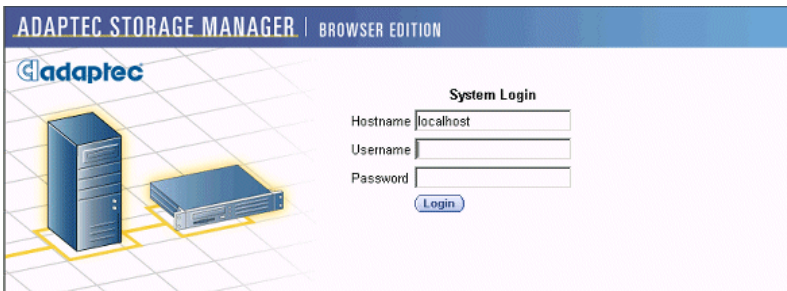 ADAPTEC STORAGE MANAGER | BROWSER EDITION
adaptec
System Login
Hostname localhost
Username
Password
Login